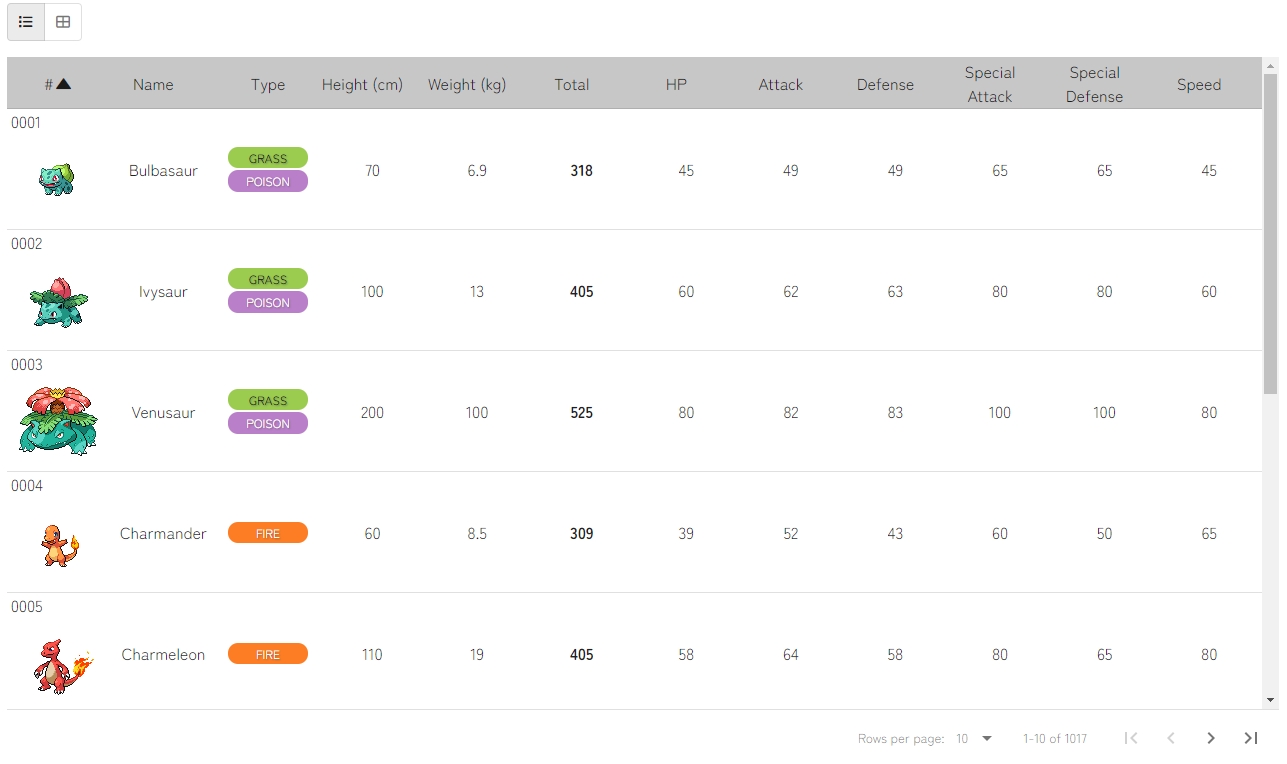 # Name Type Height (cm) Weight (kg) Total HP Attack Defense Special Attack Special Defense Speed
0001
Bulbasaur GRASS POISON 70 6.9 318 45 49 49 65 65 45
0002
Ivysaur GRASS POISON 100 13 405 60 62 63 80 80 60
0003
Venusaur GRASS POISON 200 100 525 80 82 83 100 100 80
0004
Charmander FIRE 60 8.5 309 39 52 43 60 50 65
0005
Charmeleon FIRE 110 19 405 58 64 58 80 65 80
Rows per page: 10 1-10 of 1017